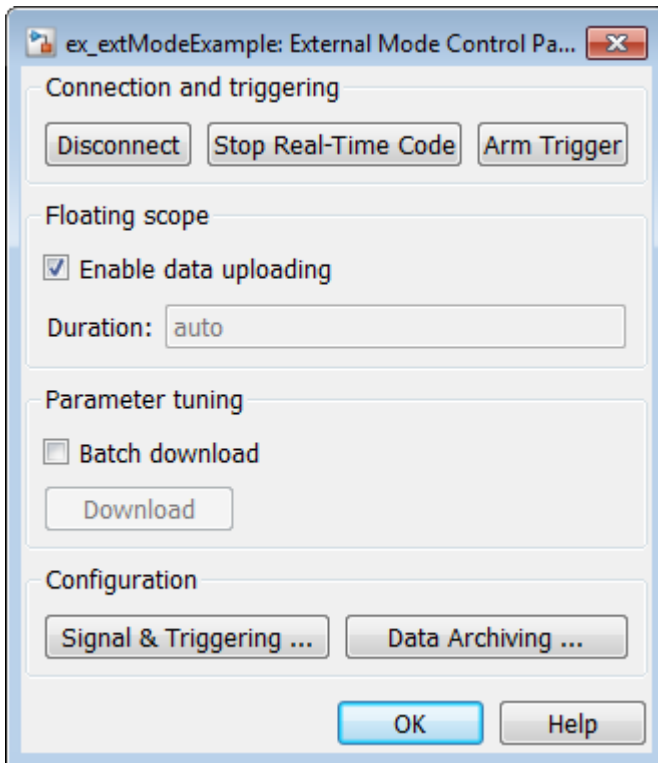 ex_extModeExample: External Mode Control Pa...
Connection and triggering
Disconnect Stop Real-Time Code Arm Trigger
Floating scope
Enable data uploading
Duration: auto
Parameter tuning
Batch download
Download
Configuration
Signal & Triggering ... Data Archiving ...
OK Help